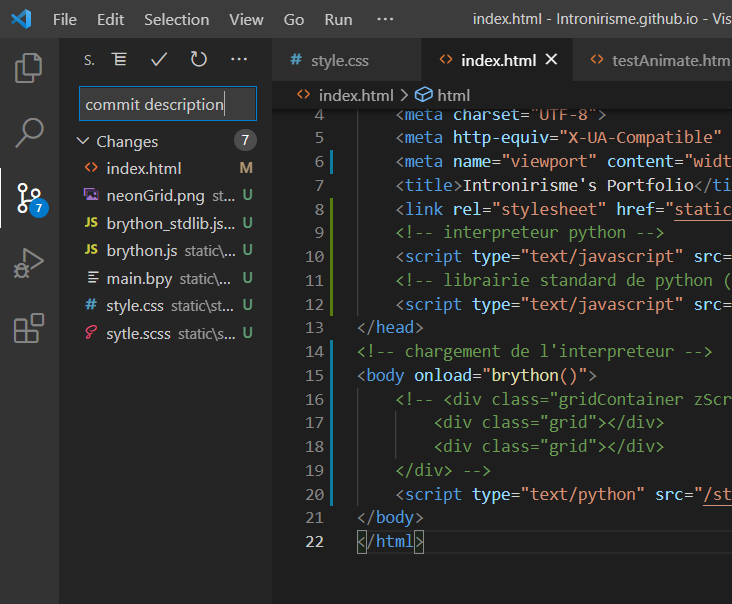 File Edit Selection View Go Run ··· index.html - Intronirisme.github.io - Vis
S. ···
commit description
Changes 7
index.html M
neonGrid.png st... U
brython_stdlib.js... U
brython.js static\... U
main.bpy static\... U
style.css static\st... U
sytle.scss static\s... U
7
style.css index.html testAnimate.htm
index.html > html
4 <meta charset="UTF-8">
5 <meta http-equiv="X-UA-Compatible"
6 <meta name="viewport" content="widt
7 <title>Intronirisme's Portfolio</ti
8 <link rel="stylesheet" href="static
9 <!-- interpreteur python -->
10 <script type="text/javascript" src=
11 <!-- librairie standard de python (
12 <script type="text/javascript" src=
13 </head>
14 <!-- chargement de l'interpreteur -->
15 <body onload="brython()">
16 <!-- <div class="gridContainer zScr
17 <div class="grid"></div>
18 <div class="grid"></div>
19 </div> -->
20 <script type="text/python" src="/st
21 </body>
22 </html>